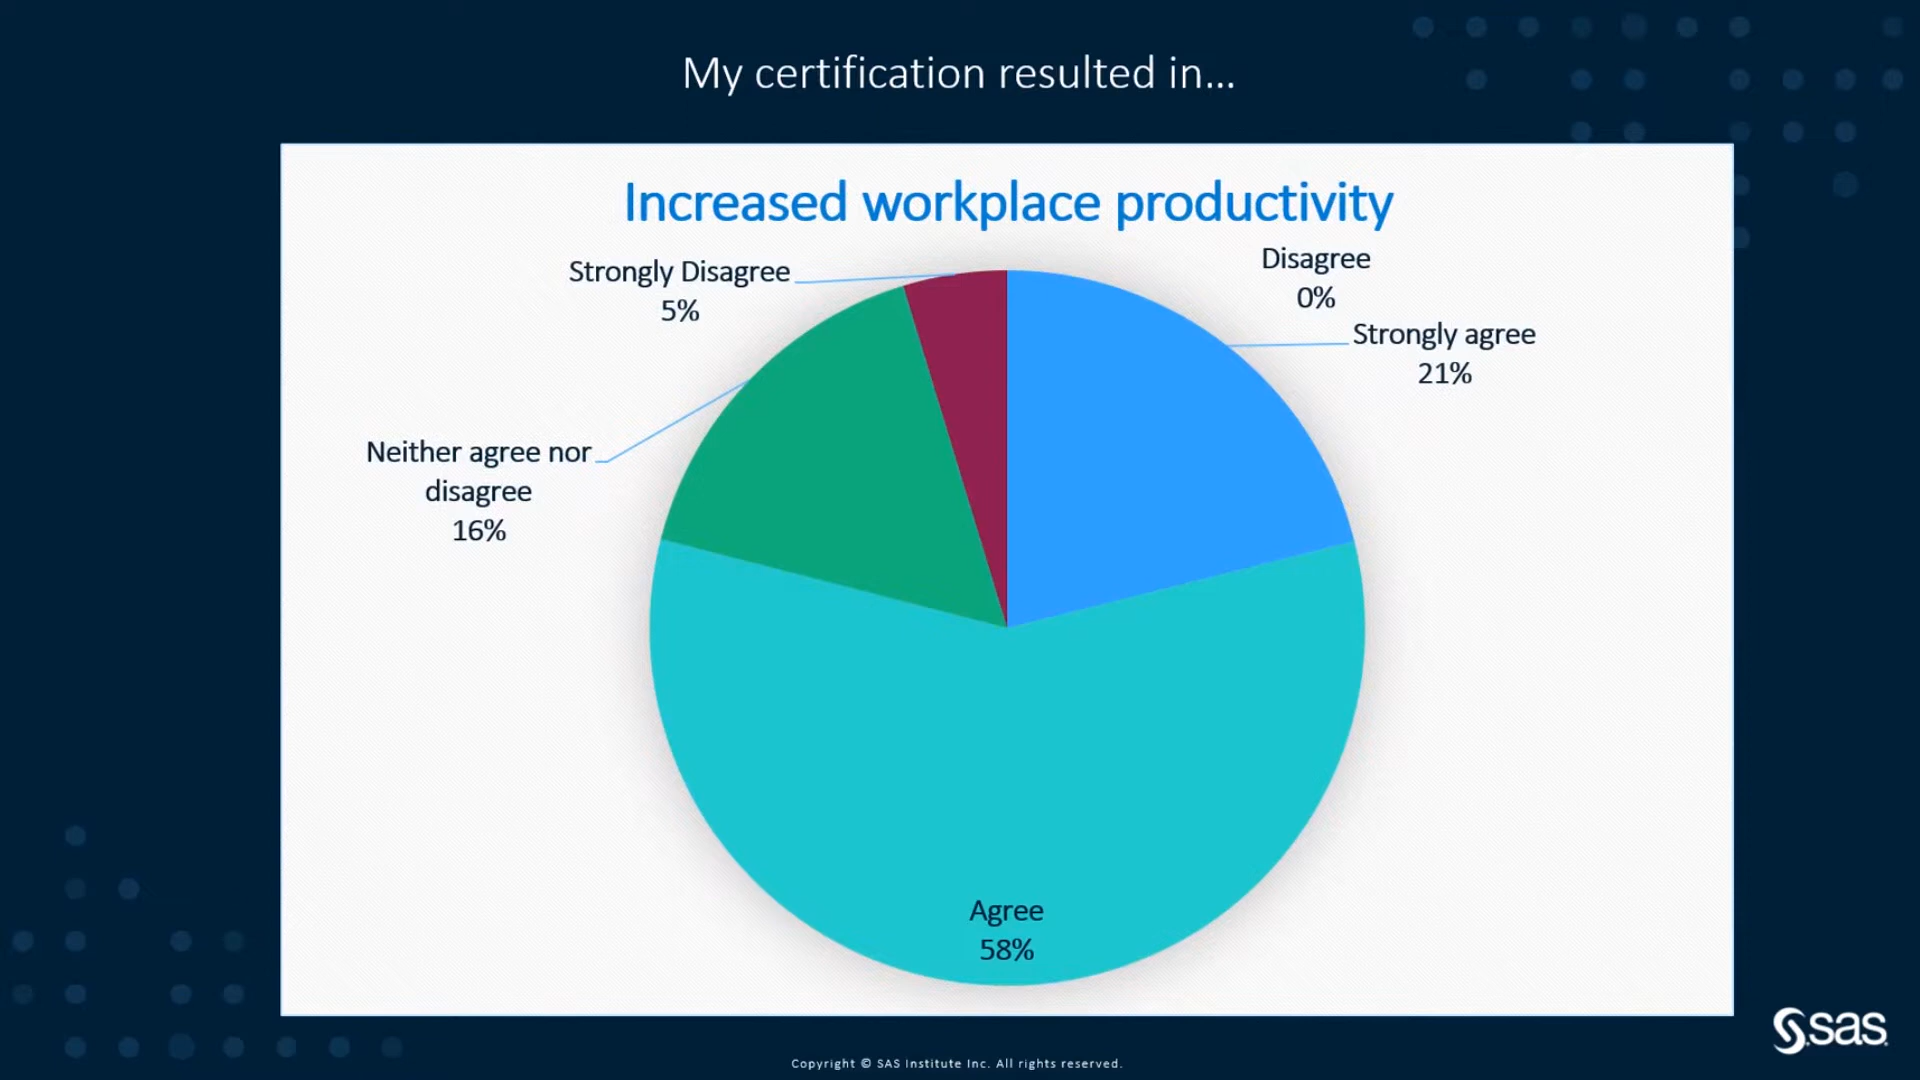 My certification resulted in...
Increased workplace productivity
Disagree
0%
Strongly Disagree
5%
Strongly agree
21%
Neither agree nor
disagree
16%
Agree
58%
sas
Copyright © SAS Institute Inc. All rights reserved.